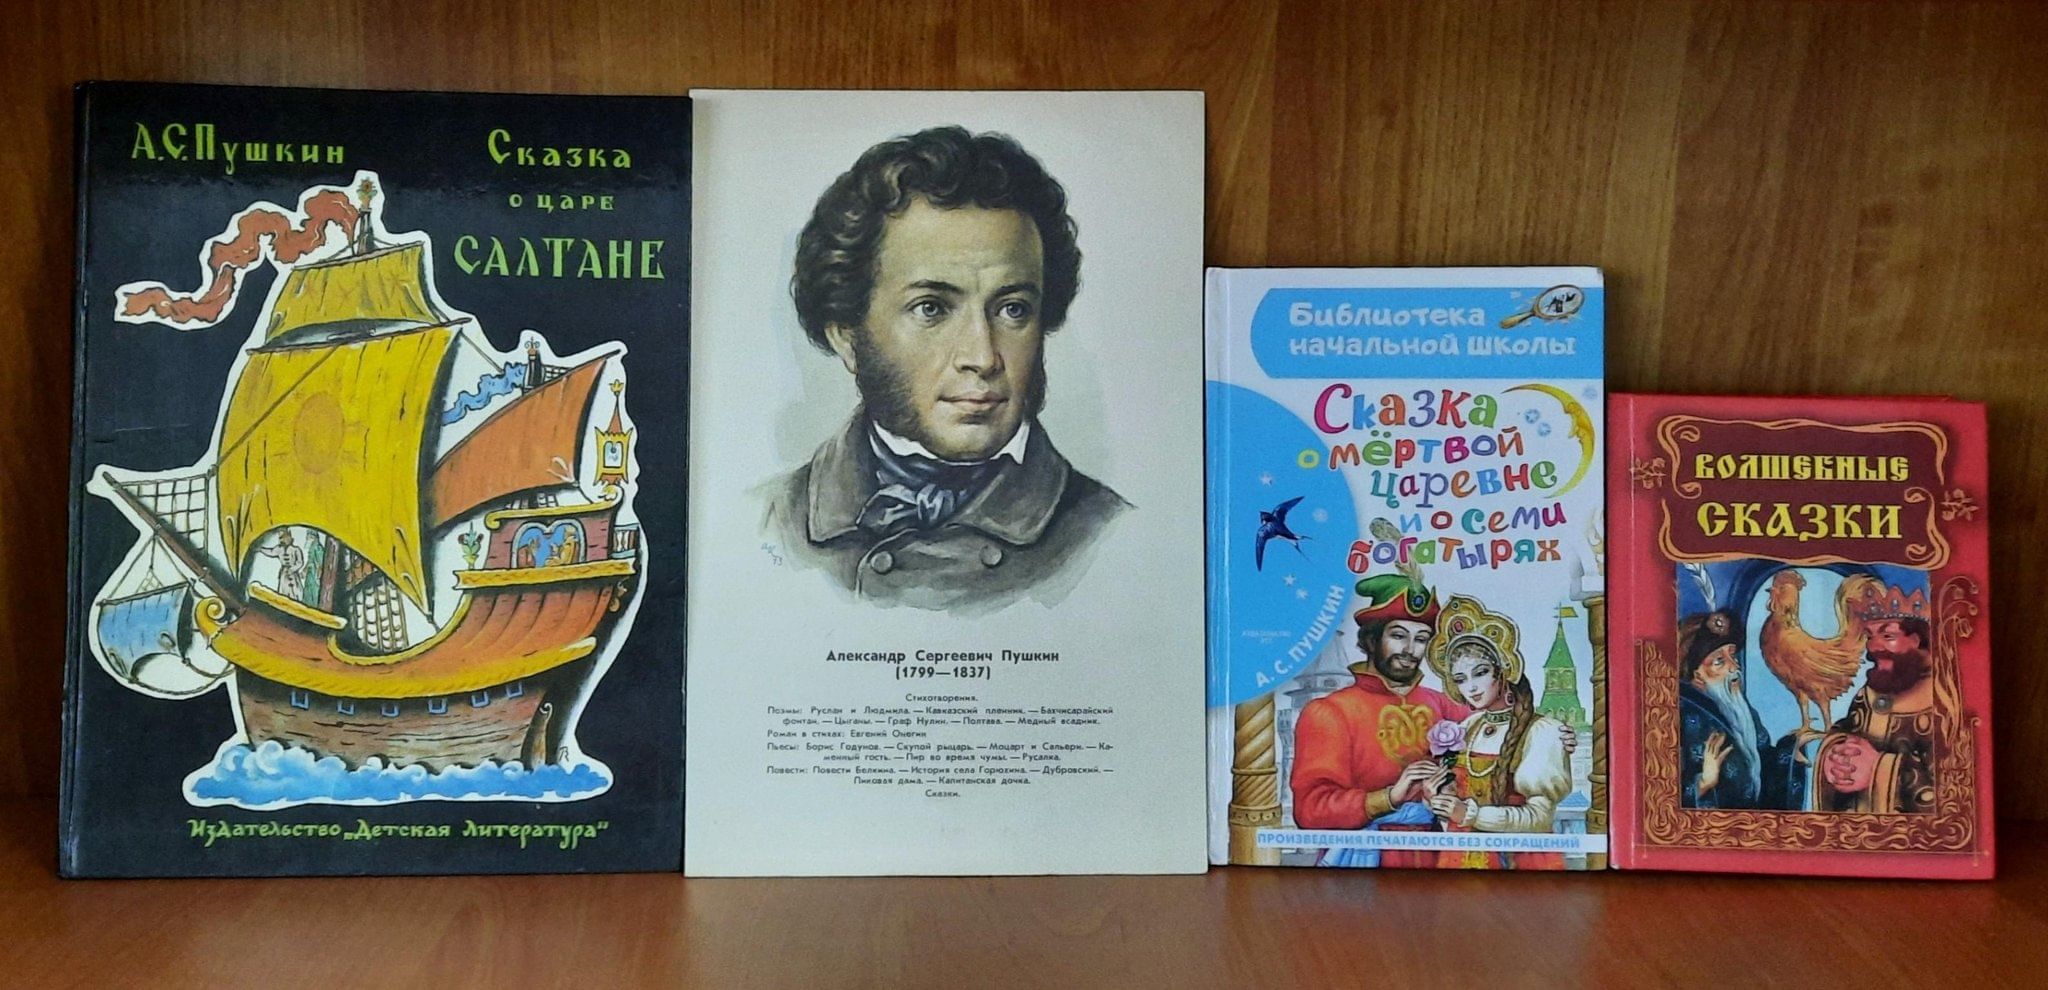 А.С.Пушкин
Сказка
о царе
САЛТАНЕ
Издательство „Детская литература"
Александр Сергеевич Пушкин
(1799—1837)
Стихотворения.
Поэмы: Руслан и Людмила. — Кавказский пленник. — Бахчисарайский
фонтан. — Цыганы. — Граф Нулин. — Полтава. — Медный всадник.
Роман в стихах: Евгений Онегин
Пьесы: Борис Годунов. — Скупой рыцарь. — Моцарт и Сальери. — Ка-
менный гость. — Пир во время чумы. — Русалка.
Повести: Повести Белкина. — История села Горюхина. — Дубровский. —
Пиковая дама. — Капитанская дочка.
Сказки.
Библиотека
начальной школы
Сказка
о мёртвой
царевне
и о семи
богатырях
А. С. ПУШКИН
ИЗДАТЕЛЬСТВО
АСТ
ПРОИЗВЕДЕНИЯ ПЕЧАТАЮТСЯ БЕЗ СОКРАЩЕНИЙ
ВОЛШЕБНЫЕ
СКАЗКИ